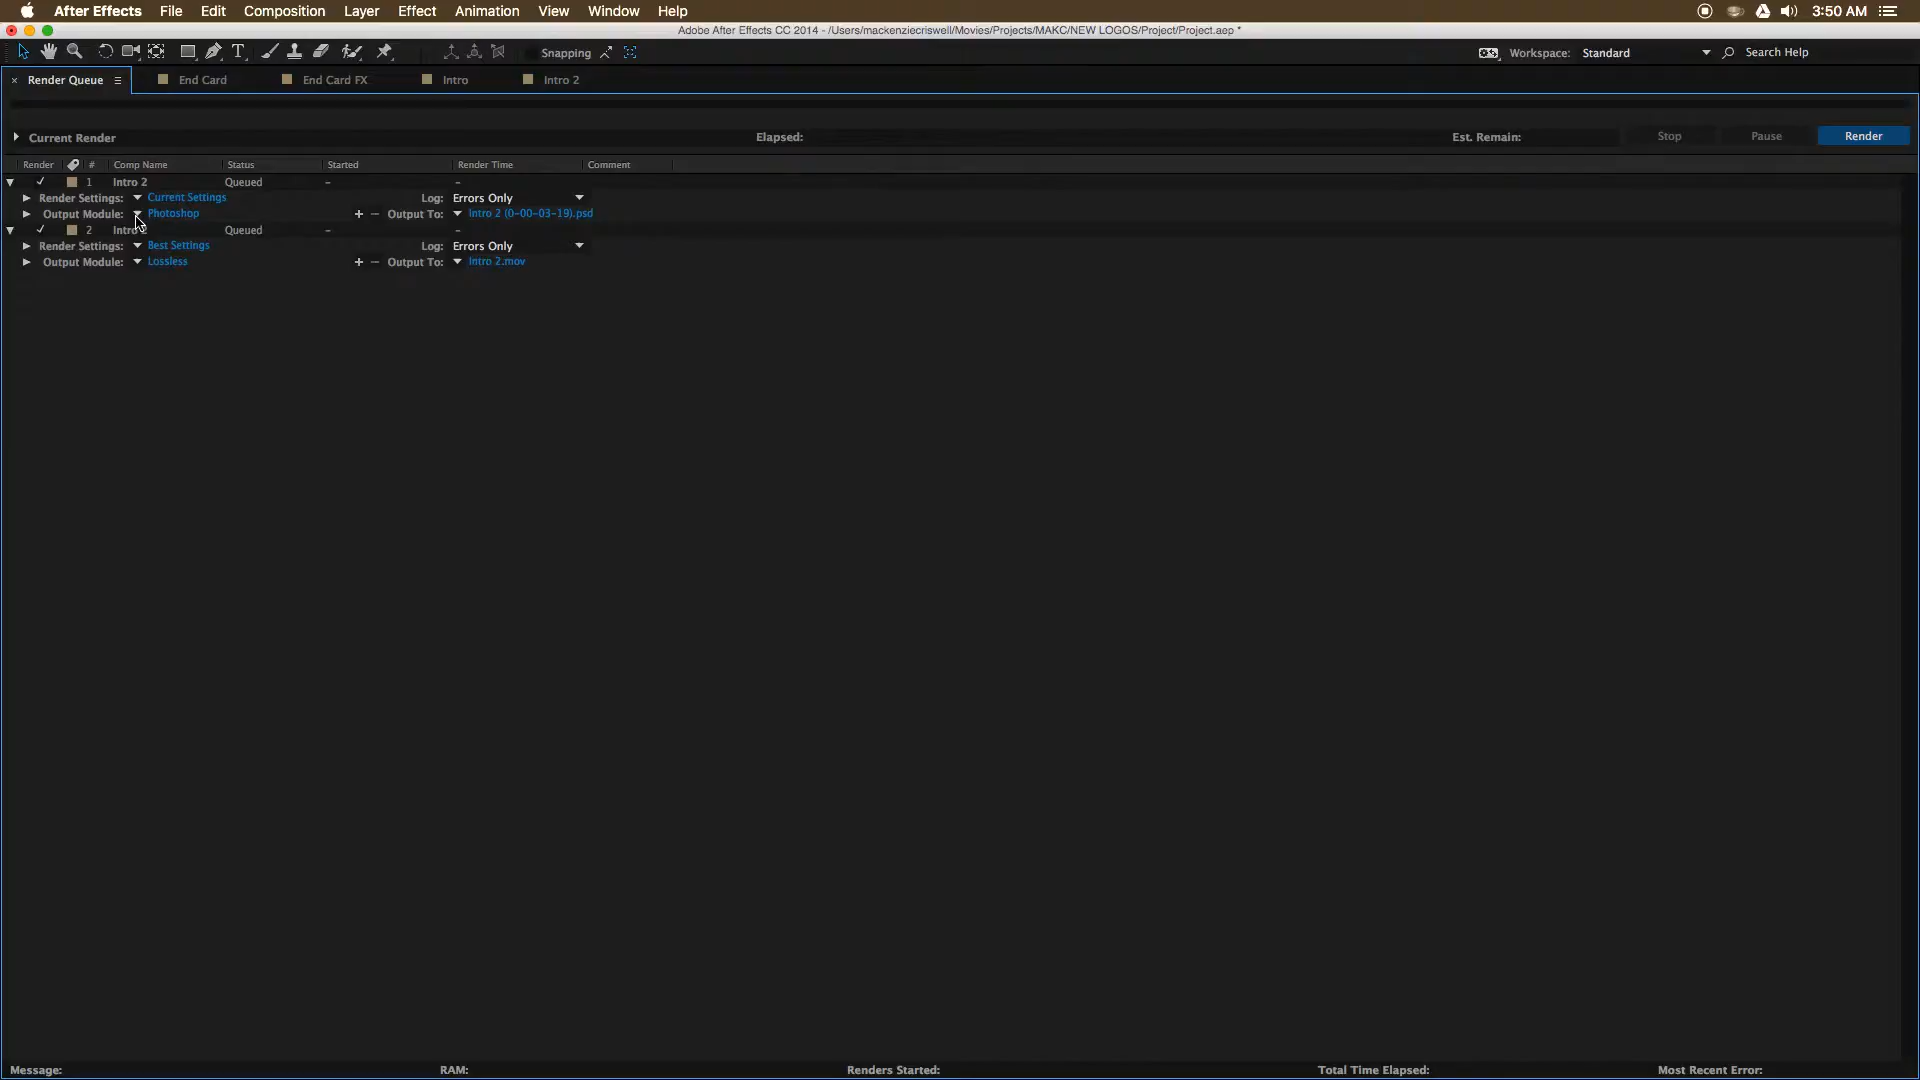 After Effects File Edit Composition Layer Effect Animation View Window Help 3:50 AM
Adobe After Effects CC 2014 - /Users/mackenziecriswell/Movies/Projects/MAKC/NEW LOGOS/Project/Project.aep *
Snapping Workspace: Standard Search Help
Render Queue End Card End Card FX Intro Intro 2
Current Render Elapsed: Est. Remain: Stop Pause Render
Render # Comp Name Status Started Render Time Comment
1 Intro 2 Queued - -
Render Settings: Current Settings Log: Errors Only
Output Module: Photoshop + - Output To: Intro 2 (0-00-03-19).psd
2 Intro 2 Queued - -
Render Settings: Best Settings Log: Errors Only
Output Module: Lossless + - Output To: Intro 2.mov
Message: RAM: Renders Started: Total Time Elapsed: Most Recent Error: